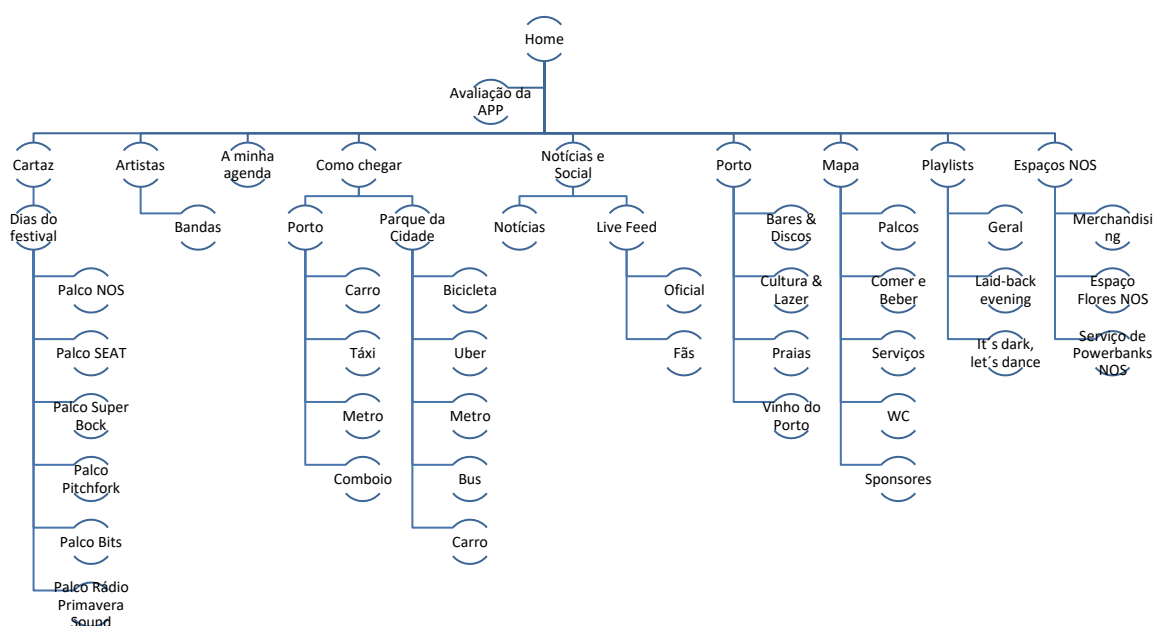 Home
Avaliação da
APP
Cartaz
Artistas
A minha
agenda
Como chegar
Notícias e
Social
Porto
Mapa
Playlists
Espaços NOS
Dias do
festival
Bandas
Porto
Parque da
Cidade
Notícias
Live Feed
Bares &
Discos
Palcos
Geral
Merchandisi
ng
Palco NOS
Carro
Bicicleta
Oficial
Cultura &
Lazer
Comer e
Beber
Laid-back
evening
Espaço
Flores NOS
Palco SEAT
Táxi
Uber
Fãs
Praias
Serviços
It´s dark,
let´s dance
Serviço de
Powerbanks
NOS
Palco Super
Bock
Metro
Metro
Vinho do
Porto
WC
Palco
Pitchfork
Comboio
Bus
Sponsores
Palco Bits
Carro
Palco Rádio
Primavera
Sound